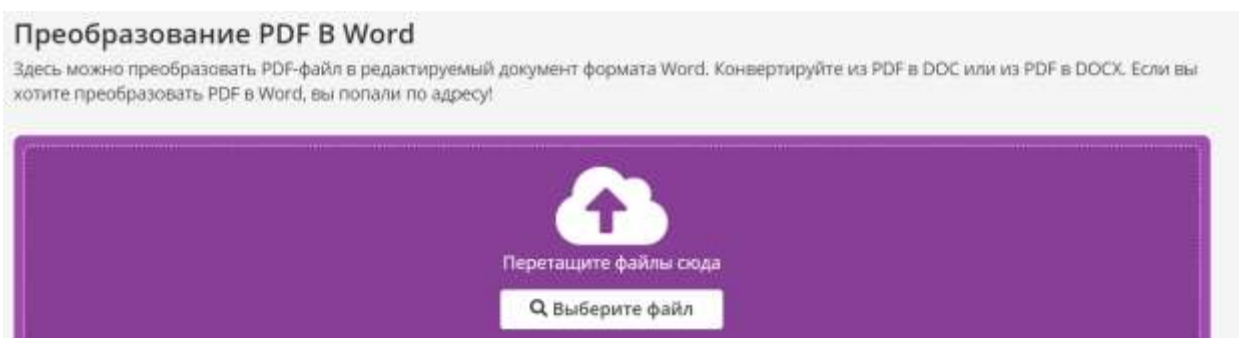 Преобразование PDF В Word
Здесь можно преобразовать PDF-файл в редактируемый документ формата Word. Конвертируйте из PDF в DOC или из PDF в DOCX. Если вы
хотите преобразовать PDF в Word, вы попали по адресу!
Перетащите файлы сюда
Выберите файл